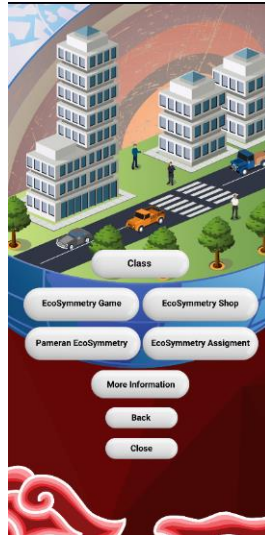 Class
EcoSymmetry Game
EcoSymmetry Shop
Pameran EcoSymmetry
EcoSymmetry Assigment
More Information
Back
Close